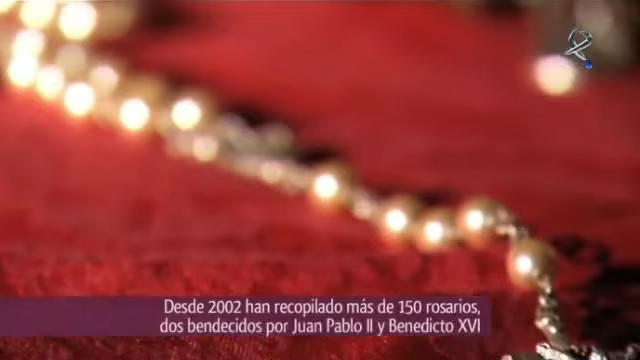 Desde 2002 han recopilado más de 150 rosarios,
dos bendecidos por Juan Pablo II y Benedicto XVI